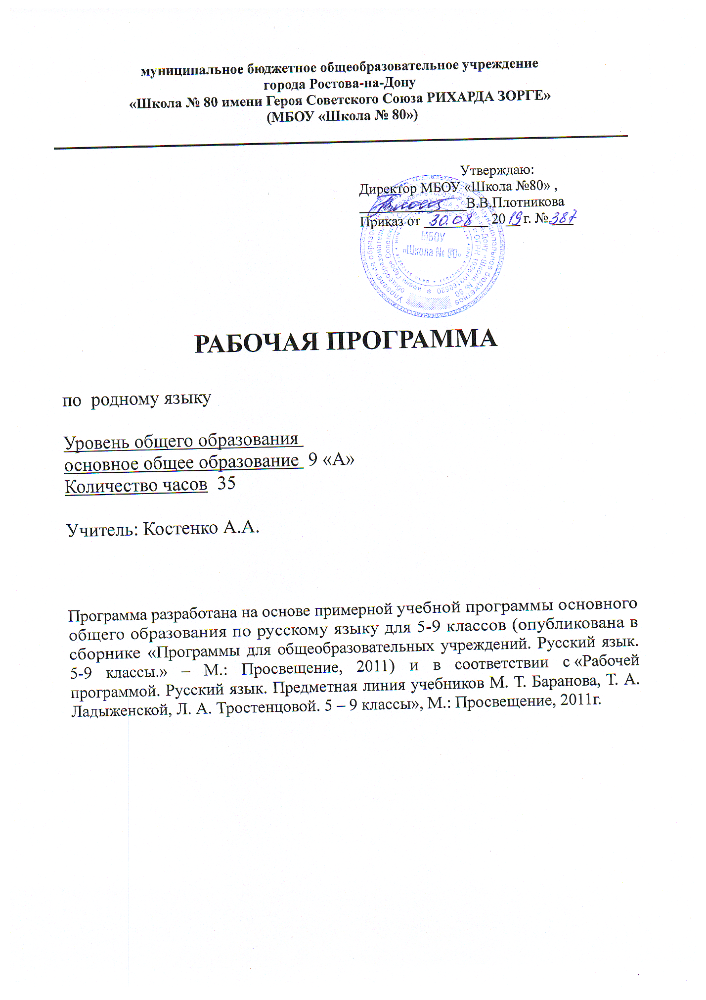 муниципальное бюджетное общеобразовательное учреждение
города Ростова-на-Дону
«Школа № 80 имени Героя Советского Союза РИХАРДА ЗОРГЕ»
(МБОУ «Школа № 80»)
Утверждаю:
Директор МБОУ «Школа №80» ,
_______________В.В.Плотникова
Приказ от 30.08 2019 г. № 387
МБОУ
«Школа № 80»
РАБОЧАЯ ПРОГРАММА
по родному языку
Уровень общего образования
основное общее образование 9 «А»
Количество часов 35
Учитель: Костенко А.А.
Программа разработана на основе примерной учебной программы основного
общего образования по русскому языку для 5-9 классов (опубликована в
сборнике «Программы для общеобразовательных учреждений. Русский язык.
5-9 классы.» – М.: Просвещение, 2011) и в соответствии с «Рабочей
программой. Русский язык. Предметная линия учебников М. Т. Баранова, Т. А.
Ладыженской, Л. А. Тростенцовой. 5 – 9 классы», М.: Просвещение, 2011г.